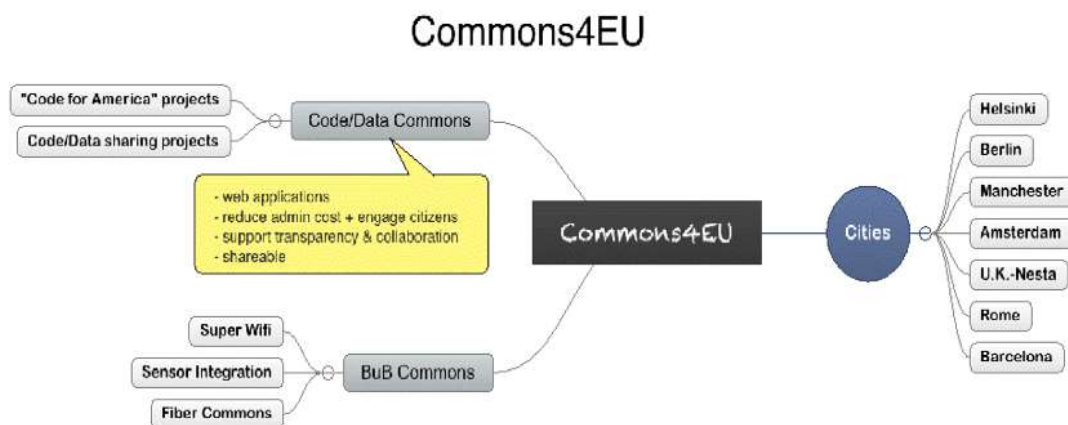 Commons4EU
"Code for America" projects
Code/Data sharing projects
Code/Data Commons
- web applications
- reduce admin cost + engage citizens
- support transparency & collaboration
- shareable
Super Wifi
Sensor Integration
Fiber Commons
BuB Commons
Commons4EU
Cities
Helsinki
Berlin
Manchester
Amsterdam
U.K.-Nesta
Rome
Barcelona